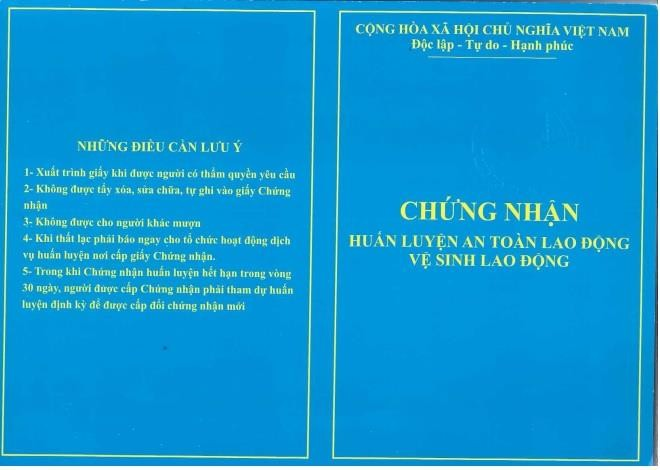 NHỮNG ĐIỀU CẦN LƯU Ý
1- Xuất trình giấy khi được người có thẩm quyền yêu cầu
2- Không được tẩy xóa, sửa chữa, tự ghi vào giấy Chứng
nhận
3- Không được cho người khác mượn
4- Khi thất lạc phải báo ngay cho tổ chức hoạt động dịch
vụ huấn luyện nơi cấp giấy Chứng nhận.
5- Trong khi Chứng nhận huấn luyện hết hạn trong vòng
30 ngày, người được cấp Chứng nhận phải tham dự huấn
luyện định kỳ để được cấp đổi chứng nhận mới
CỘNG HÒA XÃ HỘI CHỦ NGHĨA VIỆT NAM
Độc lập - Tự do - Hạnh phúc
CHỨNG NHẬN
HUẤN LUYỆN AN TOÀN LAO ĐỘNG
VỆ SINH LAO ĐỘNG